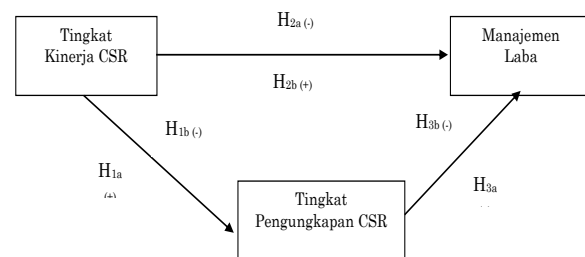 H2a (-)
Tingkat
Kinerja CSR
Manajemen
Laba
H2b (+)
H1b (-)
H3b (-)
H1a
(+)
H3a
Tingkat
Pengungkapan CSR